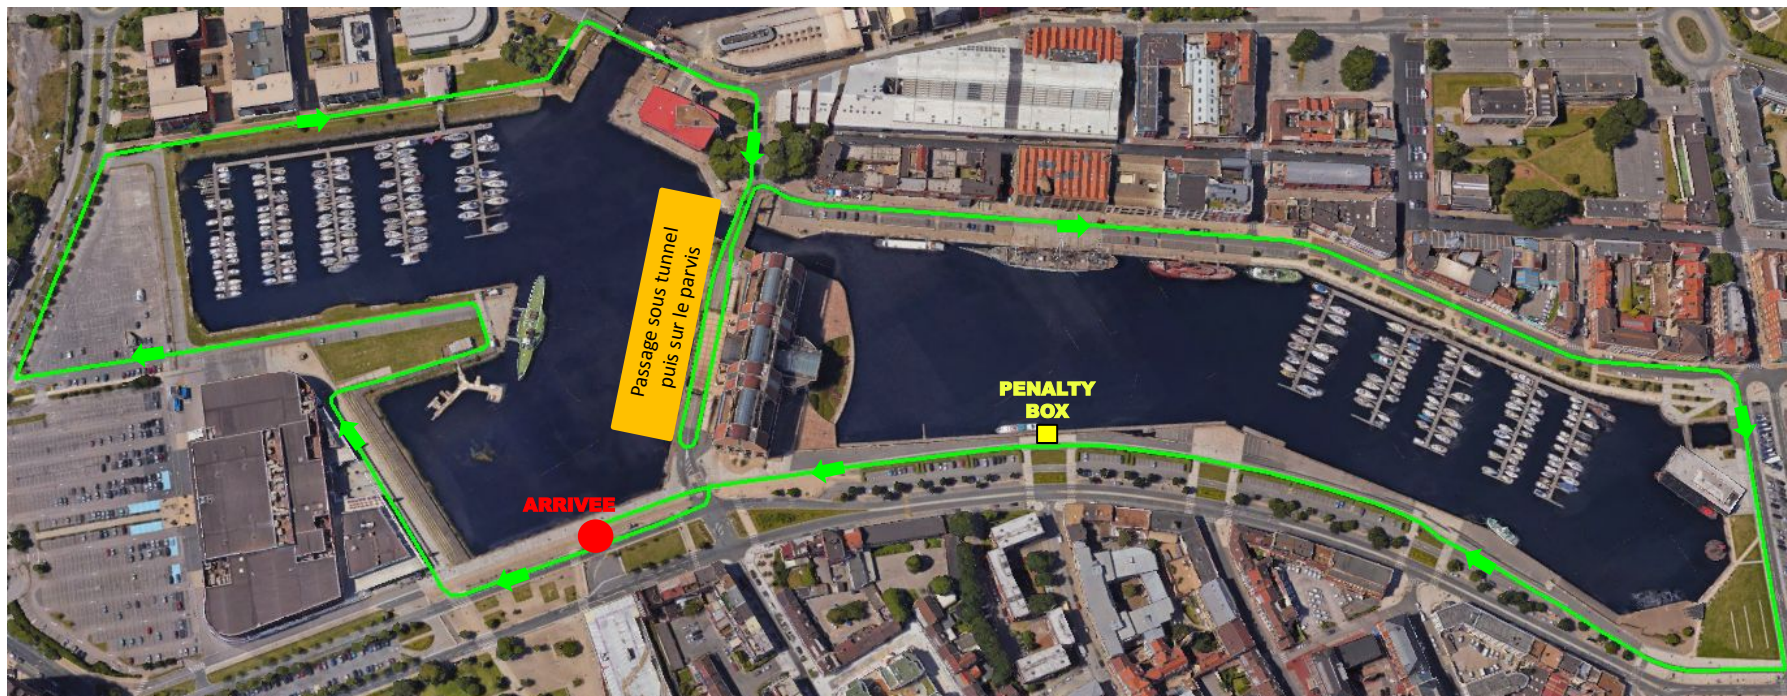 Passage sous tunnel
puis sur le parvis
PENALTY
BOX
ARRIVEE